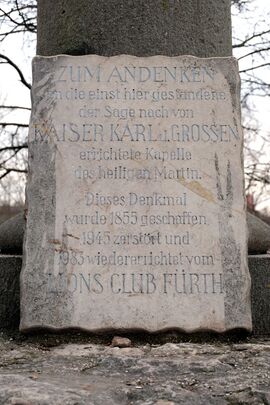 ZUM ANDENKEN
an die einst hier gestandene
der Sage nach von
KAISER KARL d. GROSSEN
errichtete Kapelle
des heiligen Martin.
Dieses Denkmal
wurde 1855 geschaffen,
1945 zerstört und
1983 wiedererrichtet vom
LIONS CLUB FÜRTH